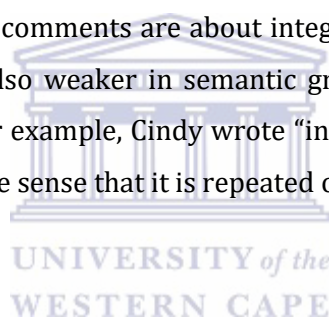 comments are about integ
lso weaker in semantic gr
r example, Cindy wrote “in
e sense that it is repeated o
UNIVERSITY of the
WESTERN CAPE